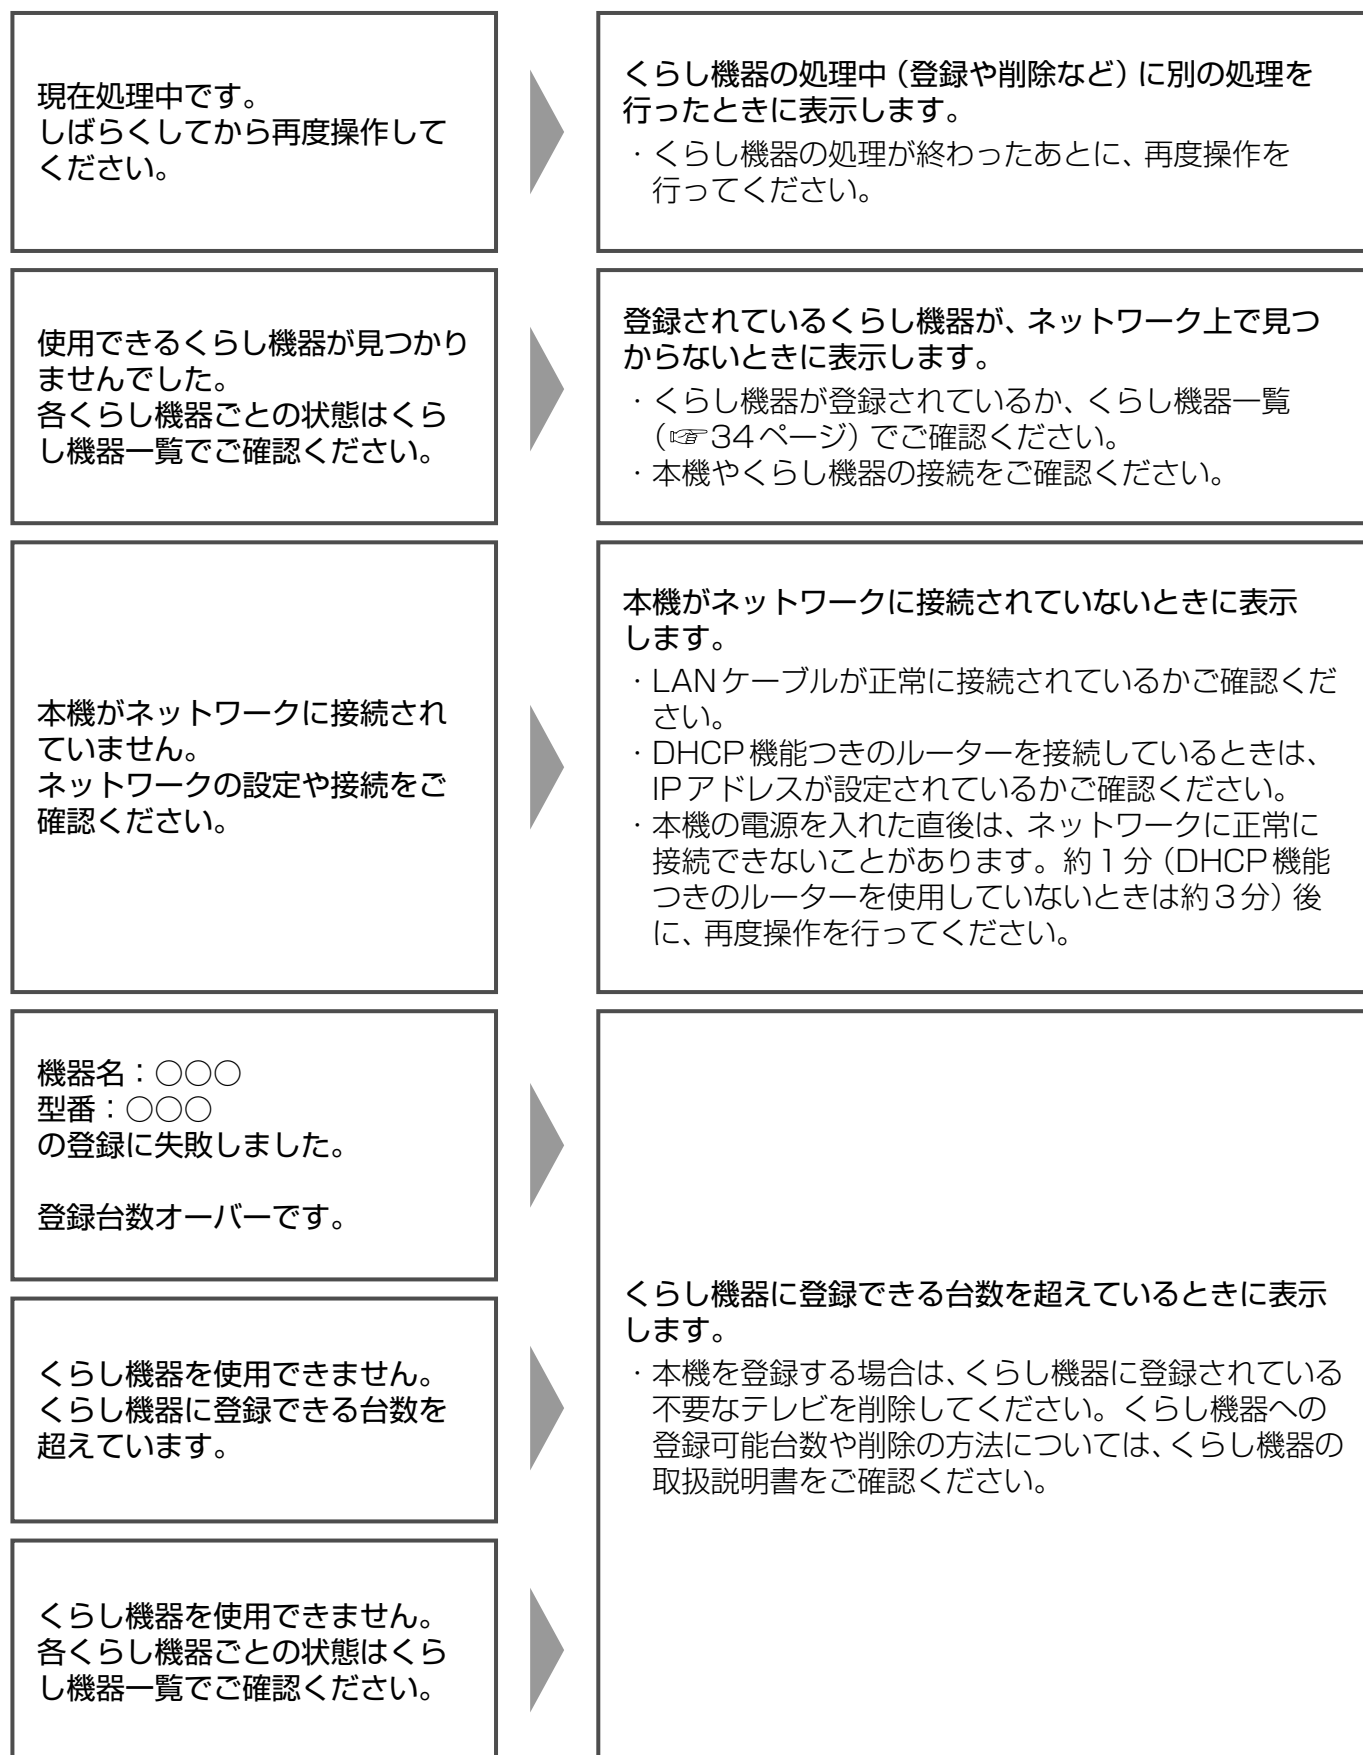 現在処理中です。
しばらくしてから再度操作して
ください。
くらし機器の処理中（登録や削除など）に別の処理を
行ったときに表示します。
・くらし機器の処理が終わったあとに、再度操作を
行ってください。
使用できるくらし機器が見つかり
ませんでした。
各くらし機器ごとの状態はくら
し機器一覧でご確認ください。
登録されているくらし機器が、ネットワーク上で見つ
からないときに表示します。
・くらし機器が登録されているか、くらし機器一覧
（☞34ページ）でご確認ください。
・本機やくらし機器の接続をご確認ください。
本機がネットワークに接続され
ていません。
ネットワークの設定や接続をご
確認ください。
本機がネットワークに接続されていないときに表示
します。
・LANケーブルが正常に接続されているかご確認くだ
さい。
・DHCP機能つきのルーターを接続しているときは、
IPアドレスが設定されているかご確認ください。
・本機の電源を入れた直後は、ネットワークに正常に
接続できないことがあります。約1分（DHCP機能
つきのルーターを使用していないときは約3分）後
に、再度操作を行ってください。
機器名：○○○
型番：○○○
の登録に失敗しました。
登録台数オーバーです。
くらし機器を使用できません。
くらし機器に登録できる台数を
超えています。
くらし機器を使用できません。
各くらし機器ごとの状態はくら
し機器一覧でご確認ください。
くらし機器に登録できる台数を超えているときに表示
します。
・本機を登録する場合は、くらし機器に登録されている
不要なテレビを削除してください。くらし機器への
登録可能台数や削除の方法については、くらし機器の
取扱説明書をご確認ください。